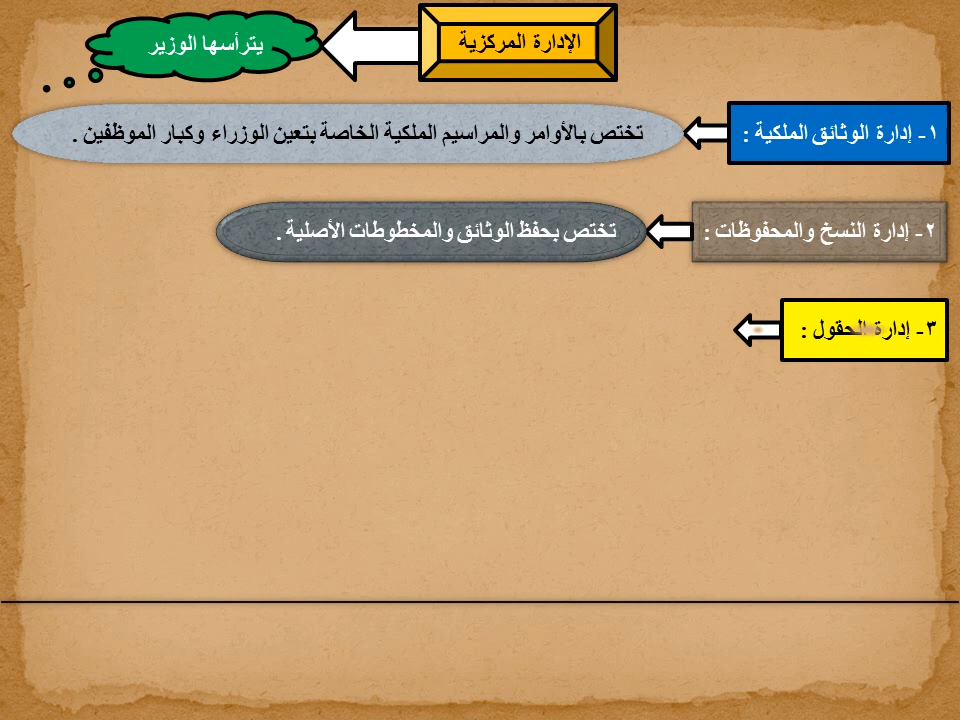 الإدارة المركزية
يترأسها الوزير
١- إدارة الوثائق الملكية :
تختص بالأوامر والمراسيم الملكية الخاصة بتعين الوزراء وكبار الموظفين .
٢- إدارة النسخ والمحفوظات :
تختص بحفظ الوثائق والمخطوطات الأصلية .
٣- إدارة الحقول :